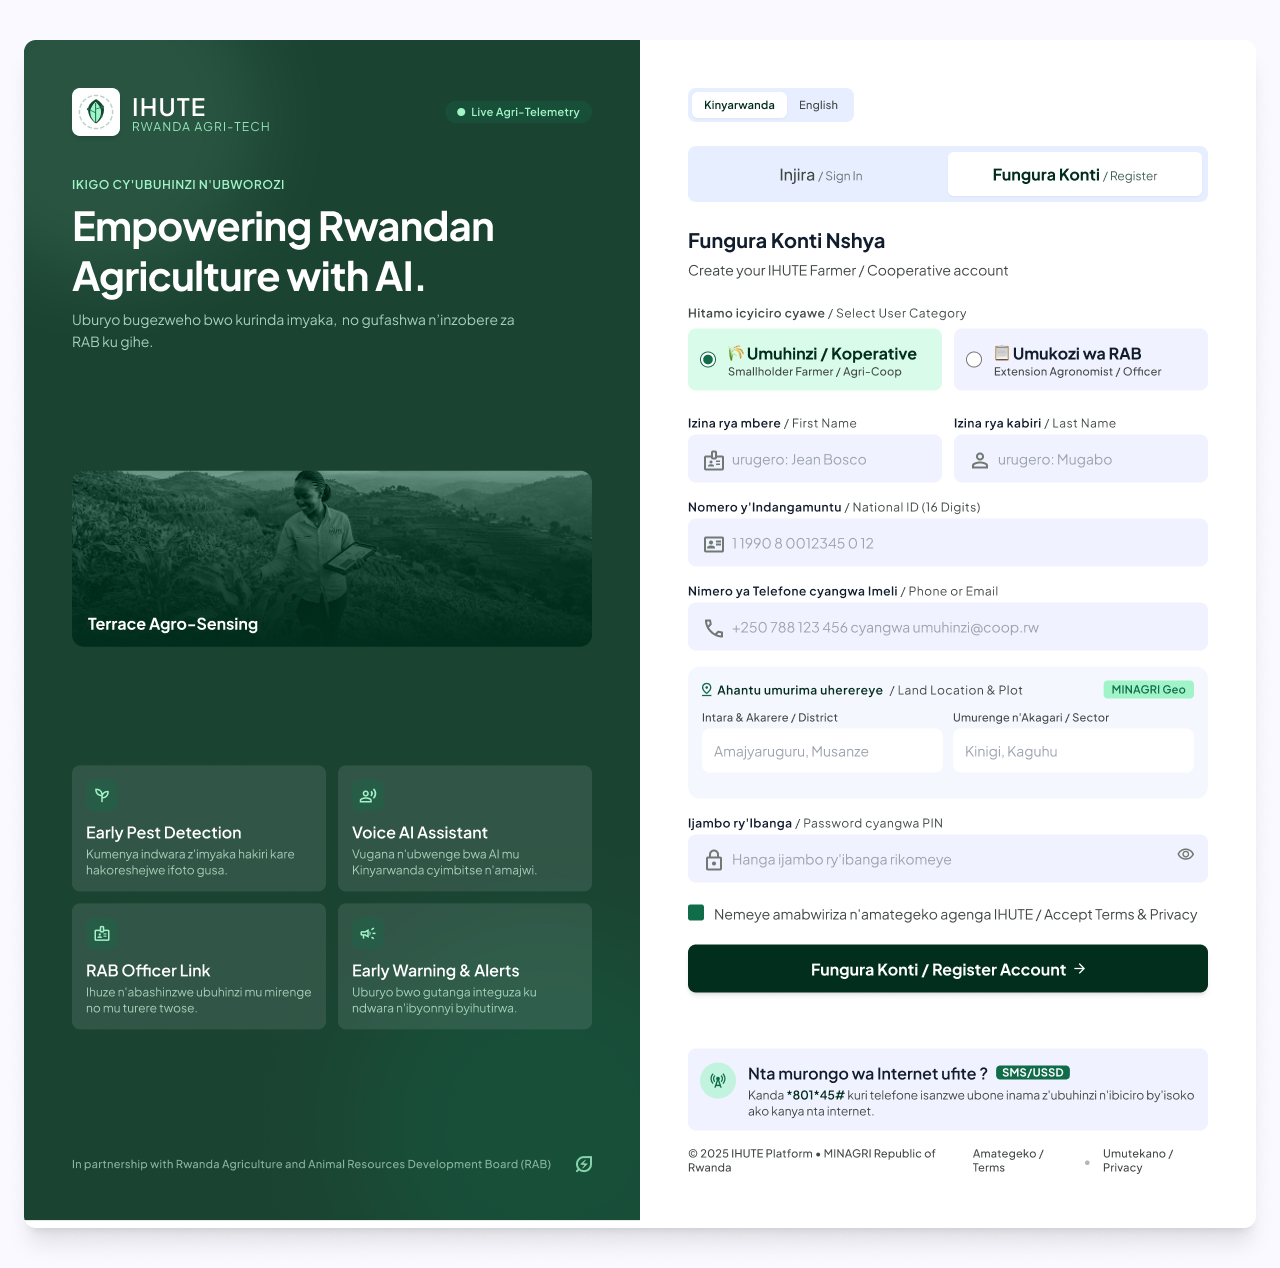 IHUTE
RWANDA AGRI-TECH
Live Agri-Telemetry
IKIGO CY'UBUHINZI N'UBWOROZI
Empowering Rwandan
Agriculture with AI.
Uburyo bugezweho bwo kurinda imyaka, no gufashwa n'inzobere za
RAB ku gihe.
Terrace Agro-Sensing
Early Pest Detection
Kumenya indwara z'imyaka hakiri kare
hakoreshejwe ifoto gusa.
Voice AI Assistant
Vugana n'ubwenge bwa AI mu
Kinyarwanda cyimbitse n'amajwi.
RAB Officer Link
Ihuze n'abashinzwe ubuhinzi mu mirenge
no mu turere twose.
Early Warning & Alerts
Uburyo bwo gutanga integuza ku
ndwara n'ibyonnyi byihutirwa.
In partnership with Rwanda Agriculture and Animal Resources Development Board (RAB)
Kinyarwanda
English
Injira / Sign In
Fungura Konti / Register
Fungura Konti Nshya
Create your IHUTE Farmer / Cooperative account
Hitamo icyiciro cyawe / Select User Category
Umuhinzi / Koperative
Smallholder Farmer / Agri-Coop
Umukozi wa RAB
Extension Agronomist / Officer
Izina rya mbere / First Name
urugero: Jean Bosco
Izina rya kabiri / Last Name
urugero: Mugabo
Nomero y'Indangamuntu / National ID (16 Digits)
1 1990 8 0012345 0 12
Nimero ya Telefone cyangwa Imeli / Phone or Email
+250 788 123 456 cyangwa umuhinzi@coop.rw
Ahantu umurima uherereye / Land Location & Plot
MINAGRI Geo
Intara & Akarere / District
Amajyaruguru, Musanze
Umurenge n'Akagari / Sector
Kinigi, Kaguhu
Ijambo ry'Ibanga / Password cyangwa PIN
Hanga ijambo ry'ibanga rikomeye
Nemeye amabwiriza n'amategeko agenga IHUTE / Accept Terms & Privacy
Fungura Konti / Register Account →
Nta murongo wa Internet ufite ? SMS/USSD
Kanda *801*45# kuri telefone isanzwe ubone inama z'ubuhinzi n'ibiciro by'isoko
ako kanya nta internet.
© 2025 IHUTE Platform • MINAGRI Republic of
Rwanda
Amategeko /
Terms
•
Umutekano /
Privacy